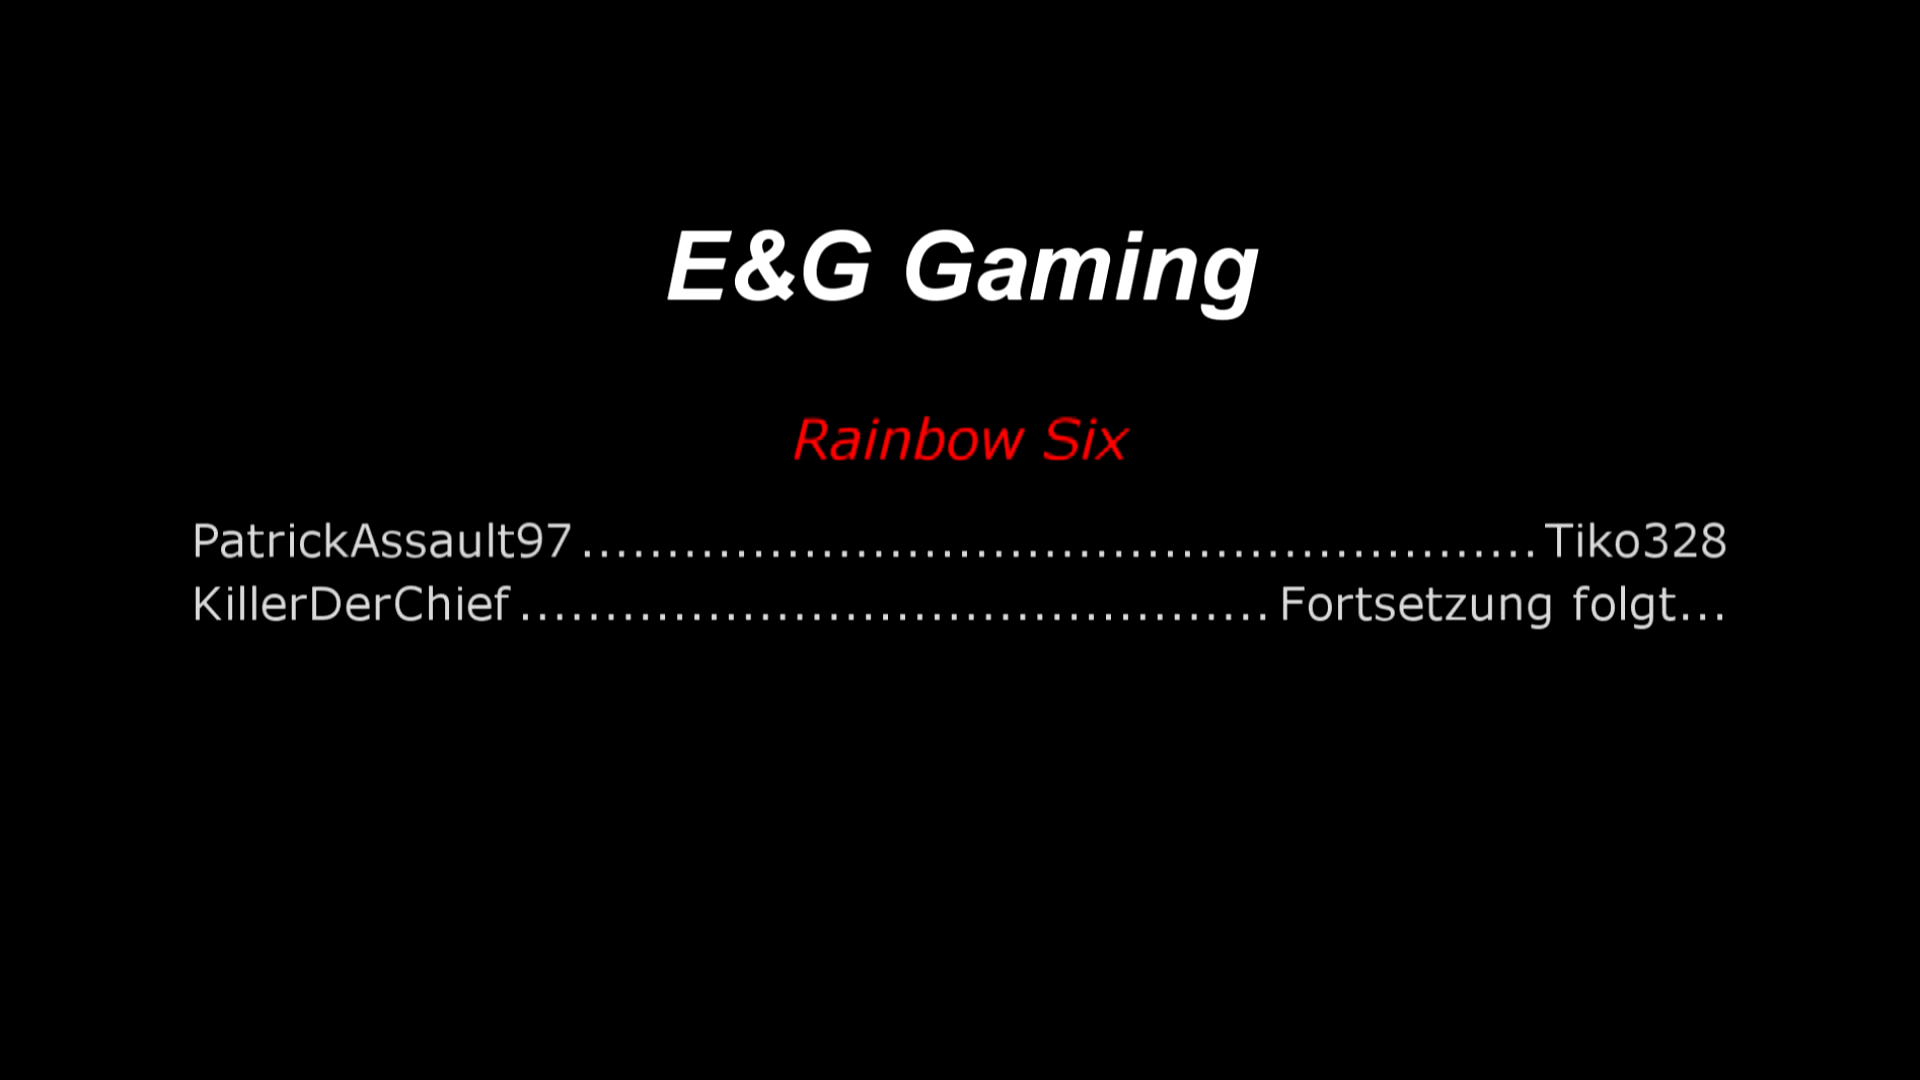 E&G Gaming
Rainbow Six
PatrickAssault97........................................................Tiko328
KillerDerChief............................................Fortsetzung folgt...